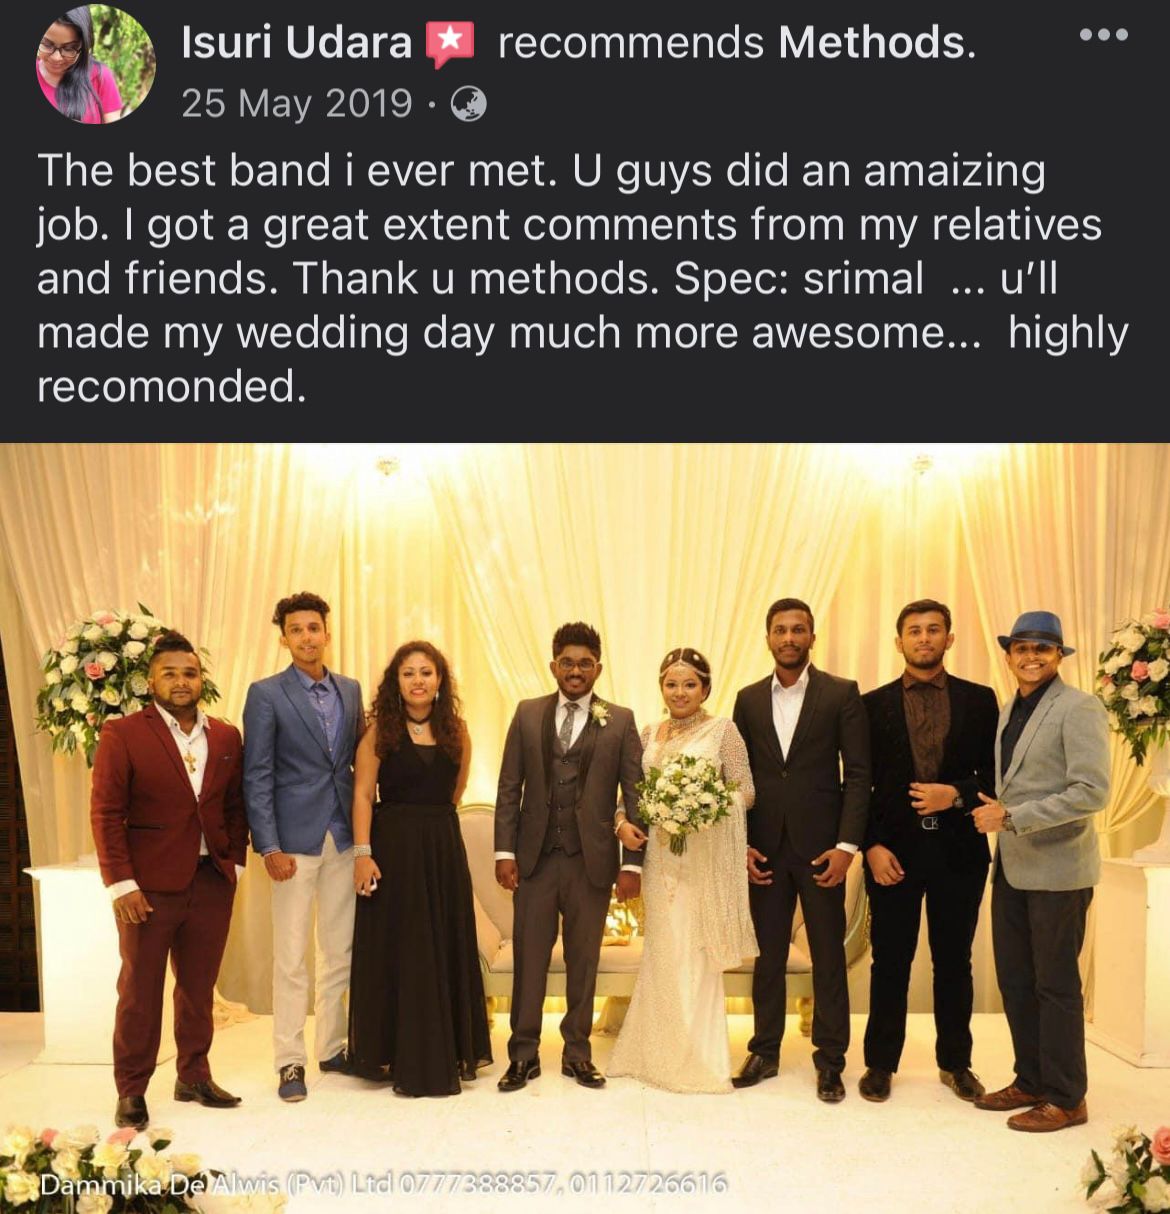 Isuri Udara recommends Methods.
25 May 2019 ·
The best band i ever met. U guys did an amaizing
job. I got a great extent comments from my relatives
and friends. Thank u methods. Spec: srimal ... u'll
made my wedding day much more awesome... highly
recomonded.
CK
Dammika De Alwis (Pvt) Ltd 0777388857, 0112726616